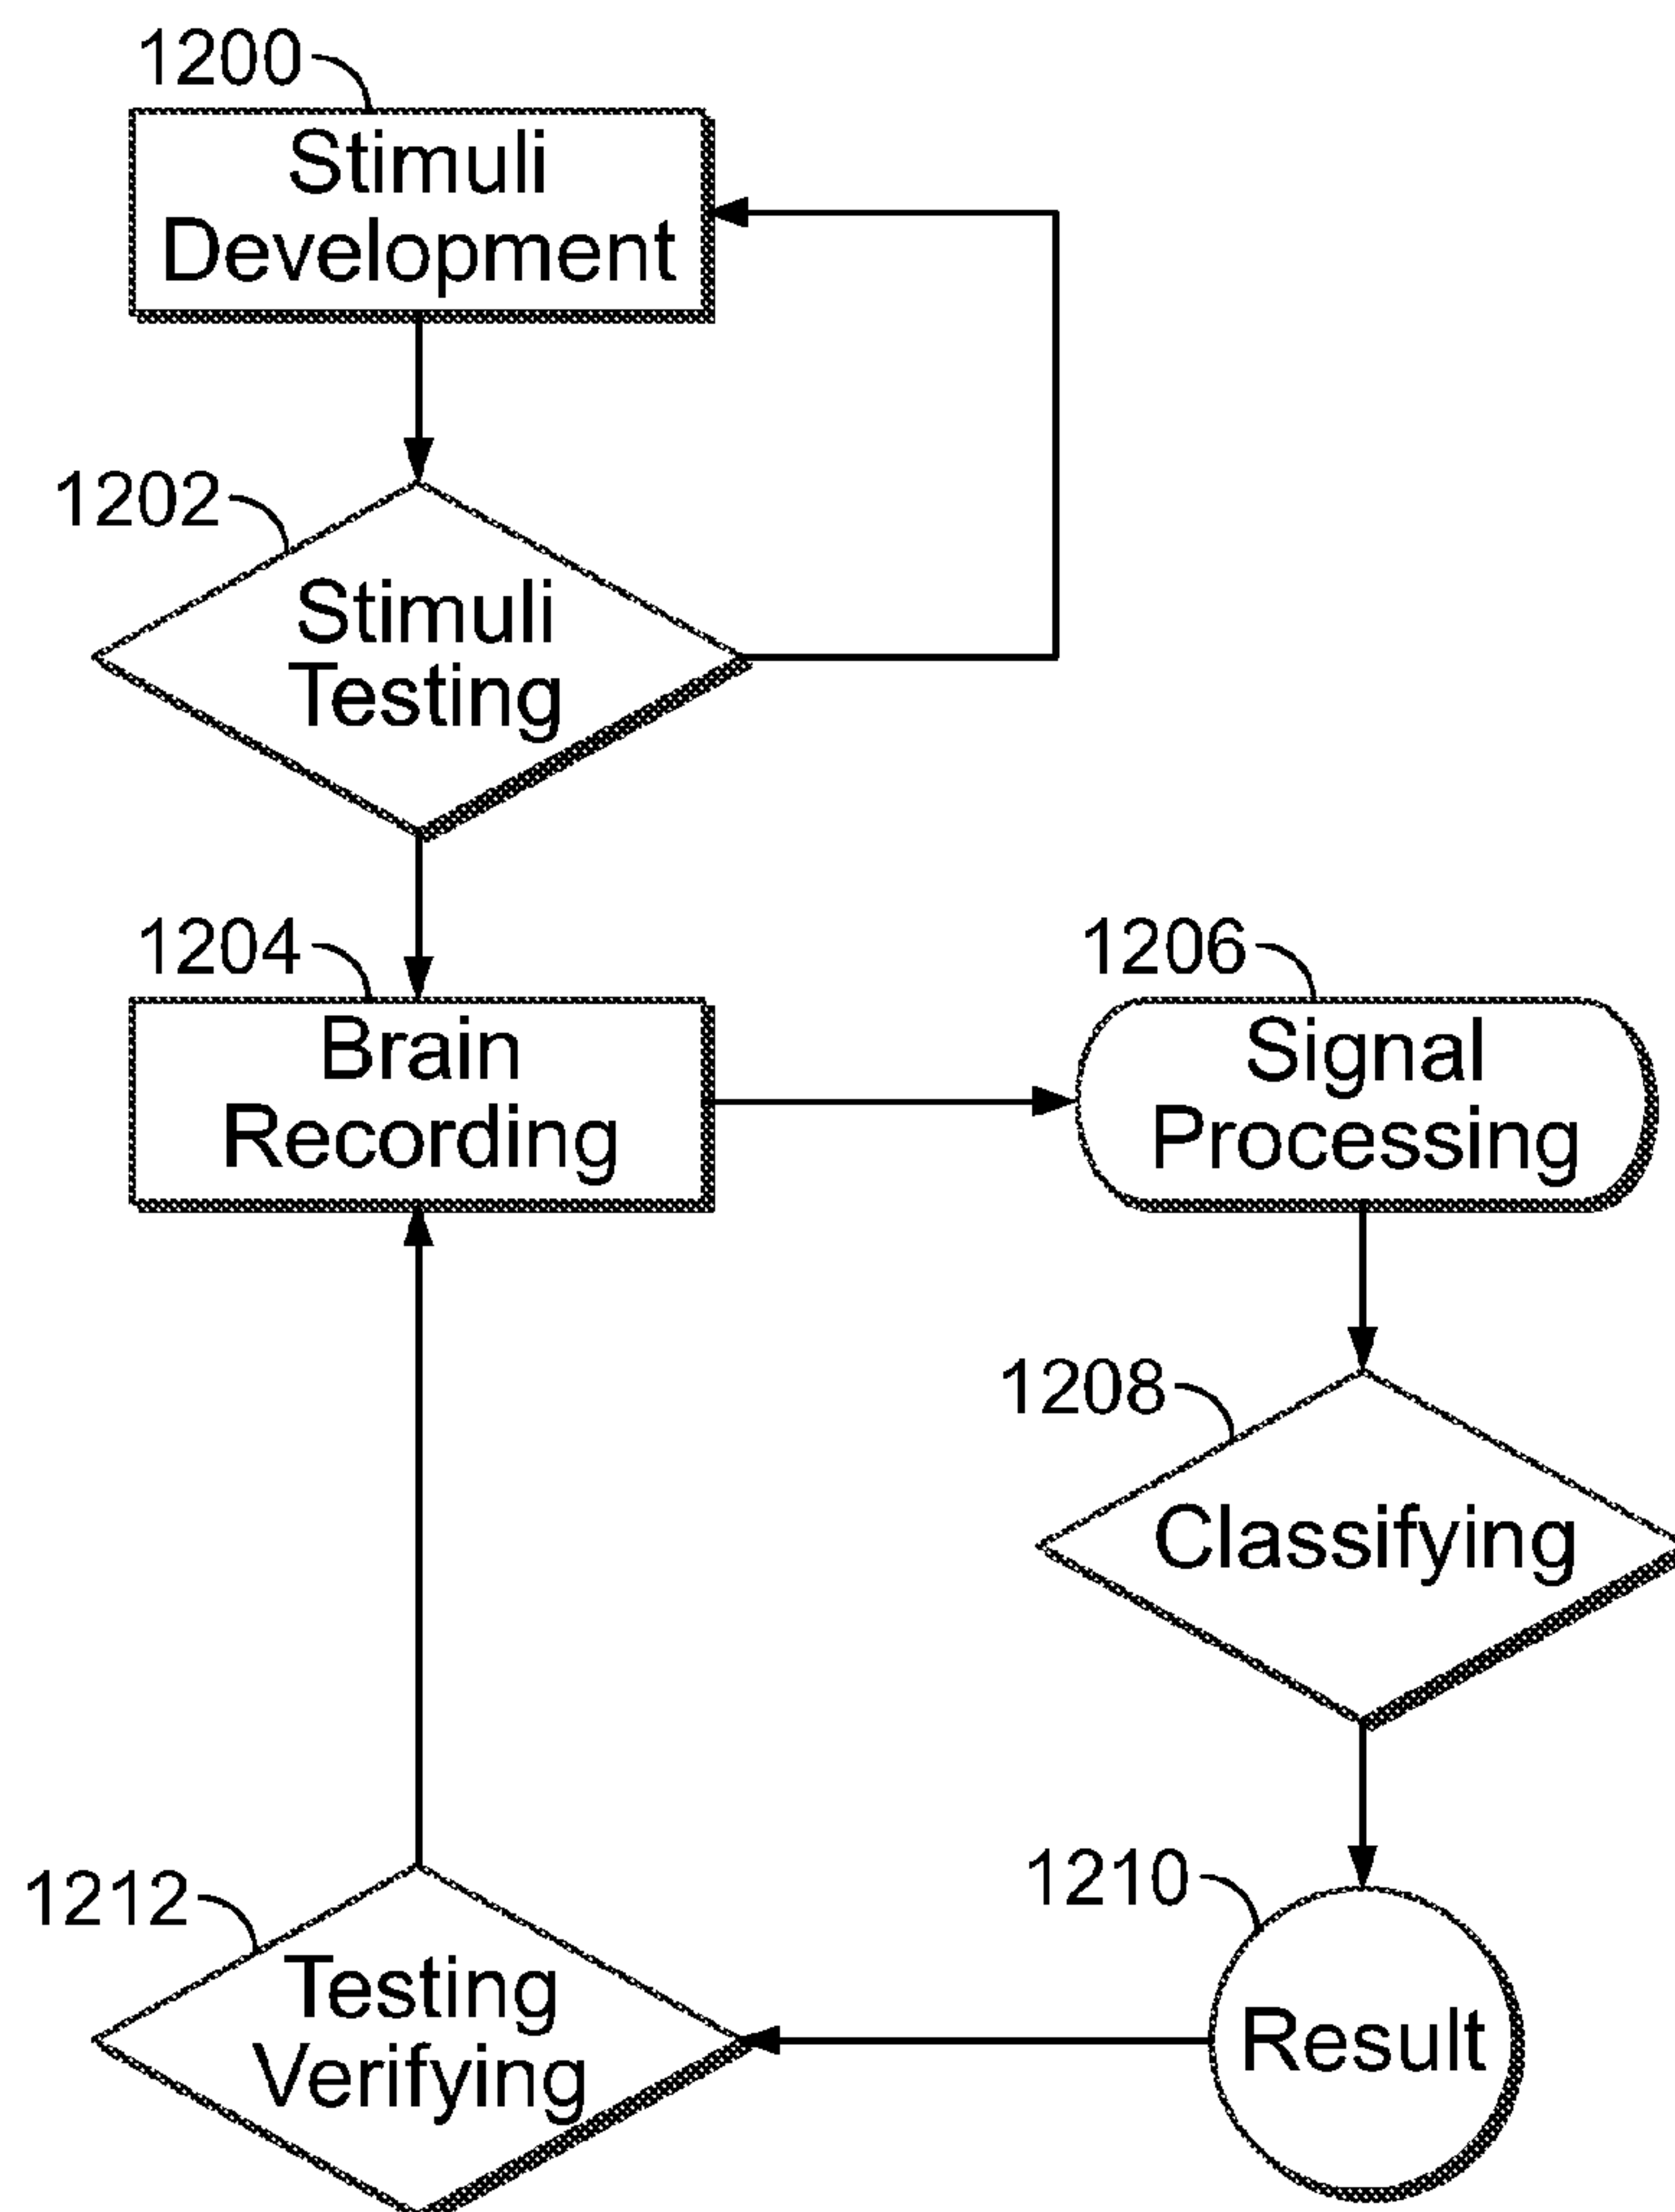 1200
Stimuli
Development
1202
Stimuli
Testing
1204
Brain
Recording
1206
Signal
Processing
1208
Classifying
1210
Result
1212
Testing
Verifying